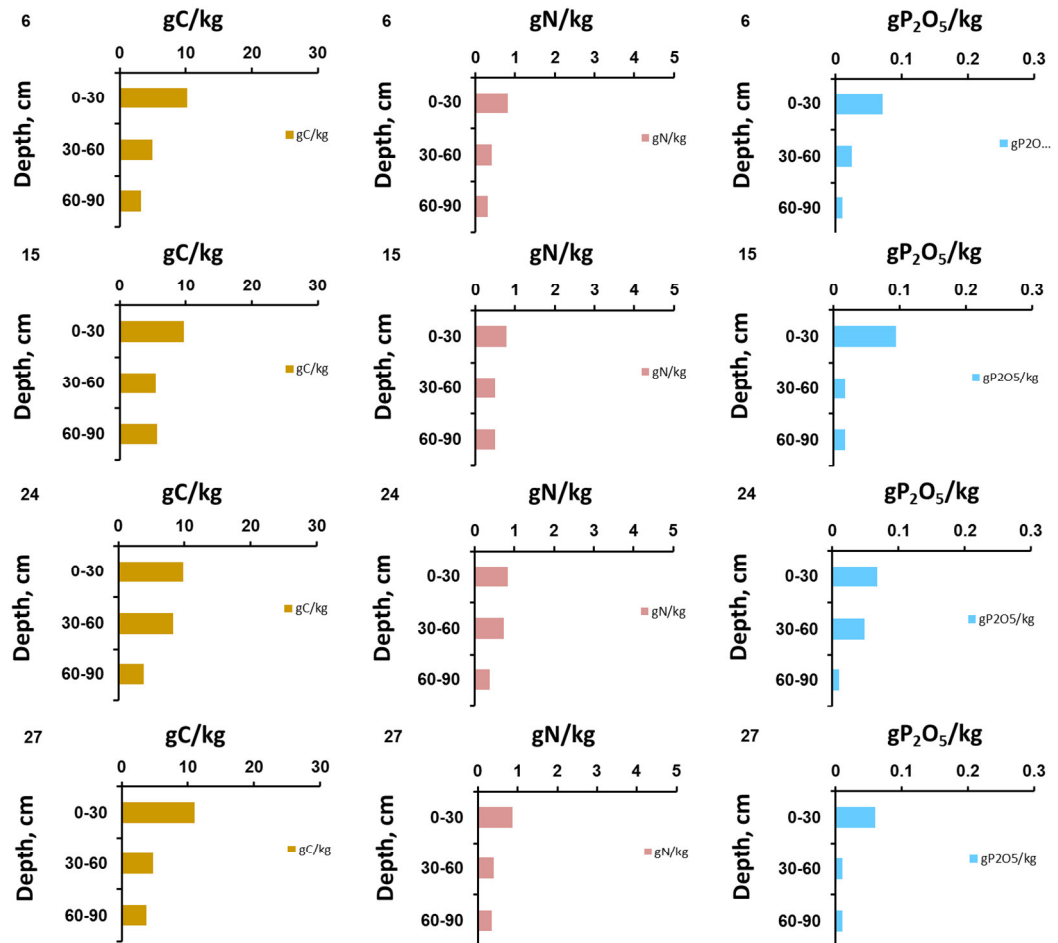 6 gC/kg 6 gN/kg 6 gP₂O₅/kg
0 10 20 30 0 1 2 3 4 5 0 0.1 0.2 0.3
Depth, cm Depth, cm Depth, cm
0-30 0-30 0-30
gC/kg gN/kg gP2O...
30-60 30-60 30-60
60-90 60-90 60-90
15 gC/kg 15 gN/kg 15 gP₂O₅/kg
0 10 20 30 0 1 2 3 4 5 0 0.1 0.2 0.3
Depth, cm Depth, cm Depth, cm
0-30 0-30 0-30
gC/kg gN/kg gP2O5/kg
30-60 30-60 30-60
60-90 60-90 60-90
24 gC/kg 24 gN/kg 24 gP₂O₅/kg
0 10 20 30 0 1 2 3 4 5 0 0.1 0.2 0.3
Depth, cm Depth, cm Depth, cm
0-30 0-30 0-30
gC/kg gN/kg gP2O5/kg
30-60 30-60 30-60
60-90 60-90 60-90
27 gC/kg 27 gN/kg 27 gP₂O₅/kg
0 10 20 30 0 1 2 3 4 5 0 0.1 0.2 0.3
Depth, cm Depth, cm Depth, cm
0-30 0-30 0-30
gC/kg gN/kg gP2O5/kg
30-60 30-60 30-60
60-90 60-90 60-90